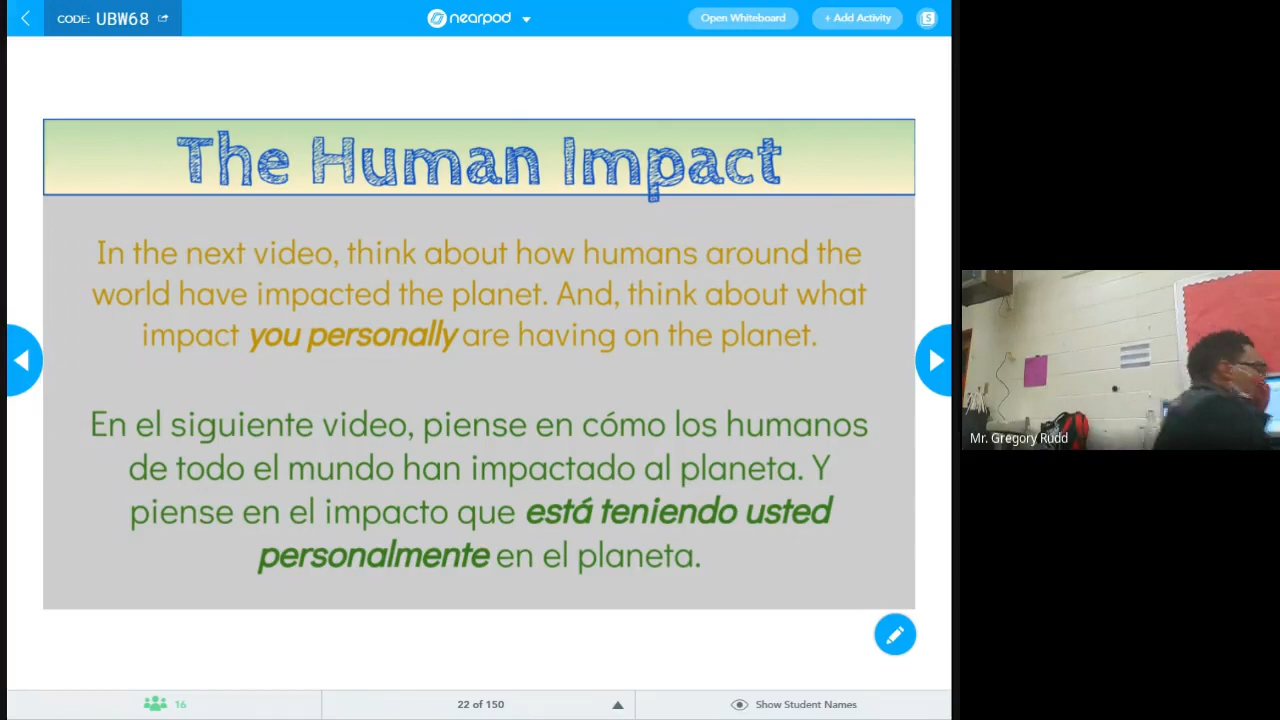 CODE: UBW68
nearpod
Open Whiteboard
+ Add Activity
S
The Human Impact
In the next video, think about how humans around the
world have impacted the planet. And, think about what
impact you personally are having on the planet.
En el siguiente video, piense en cómo los humanos
de todo el mundo han impactado al planeta. Y
piense en el impacto que está teniendo usted
personalmente en el planeta.
Mr. Gregory Rudd
16
22 of 150
Show Student Names